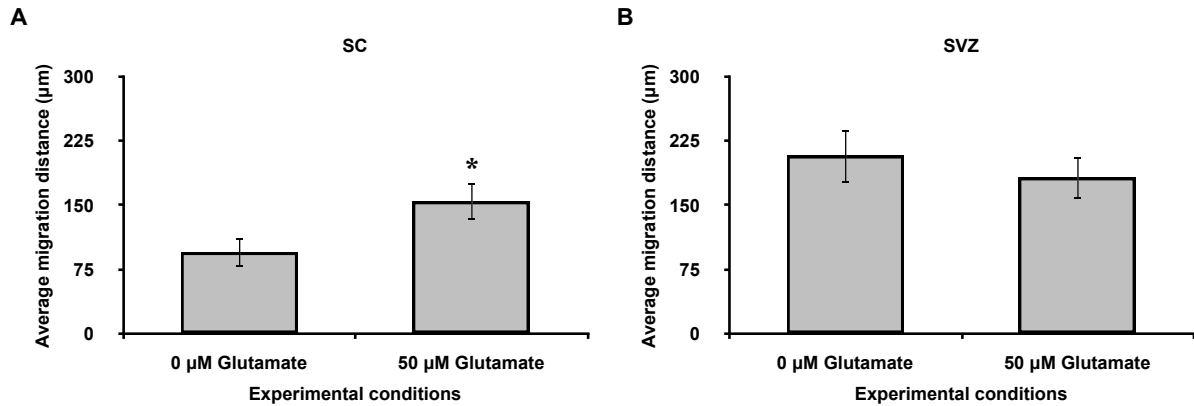 A
SC
Average migration distance (µm)
300
225
150
75
0
*
0 µM Glutamate
50 µM Glutamate
Experimental conditions
B
SVZ
Average migration distance (µm)
300
225
150
75
0
0 µM Glutamate
50 µM Glutamate
Experimental conditions